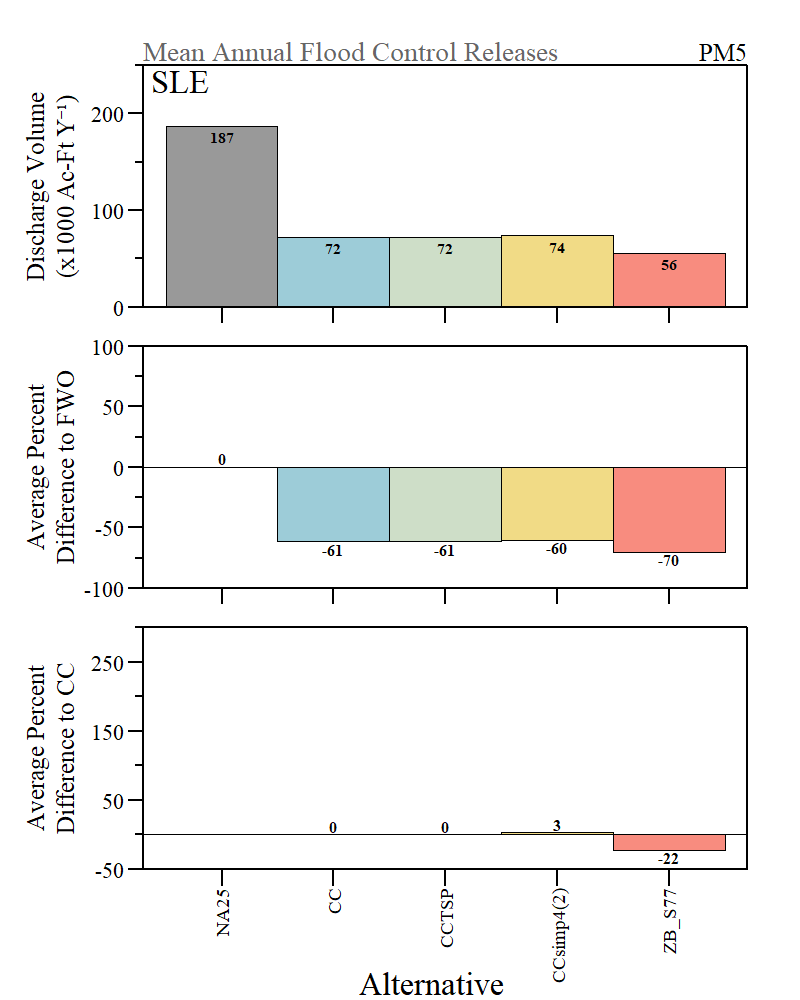 Mean Annual Flood Control Releases
PM5
SLE
Discharge Volume
(x1000 Ac-Ft Y⁻¹)
200
100
0
187
72
72
74
56
Average Percent
Difference to FWO
100
50
0
-50
-100
0
-61
-61
-60
-70
Average Percent
Difference to CC
250
150
50
-50
0
0
3
-22
NA25
CC
CCTSP
CCsimp4(2)
ZB_S77
Alternative